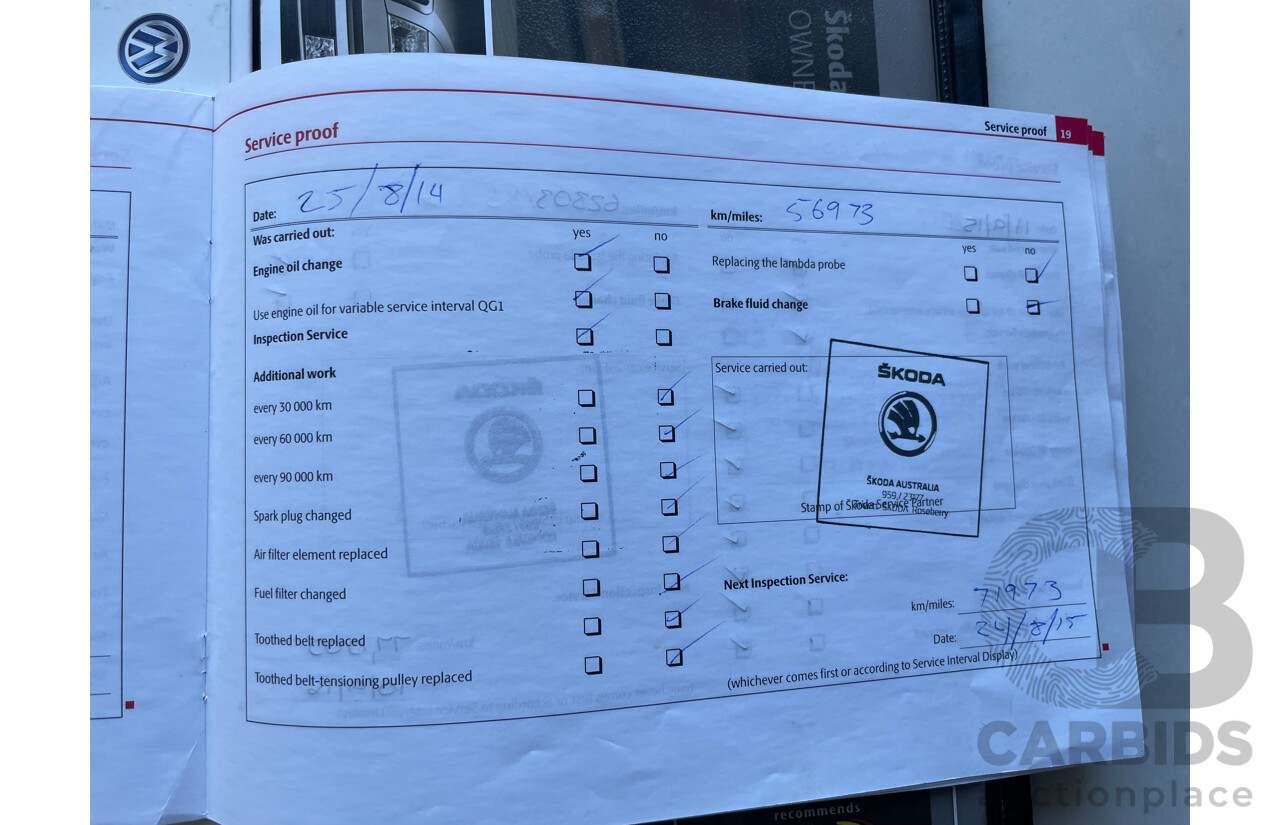 Škoda
OWNE
Service proof
Service proof 19
Date: 25/8/14
km/miles: 56973
Was carried out: yes no
yes no
Engine oil change
Replacing the lambda probe
Use engine oil for variable service interval QG1
Brake fluid change
Inspection Service
Additional work
Service carried out:
ŠKODA
every 30 000 km
every 60 000 km
every 90 000 km
ŠKODA AUSTRALIA
Spark plug changed
Stamp of Škoda Service Partner
ŠKODA Roseberry
Air filter element replaced
Fuel filter changed
Next Inspection Service:
km/miles: 71973
Toothed belt replaced
Date: 24/8/15
Toothed belt-tensioning pulley replaced
(whichever comes first or according to Service Interval Display)
CARBIDS
auctionplace
recommends